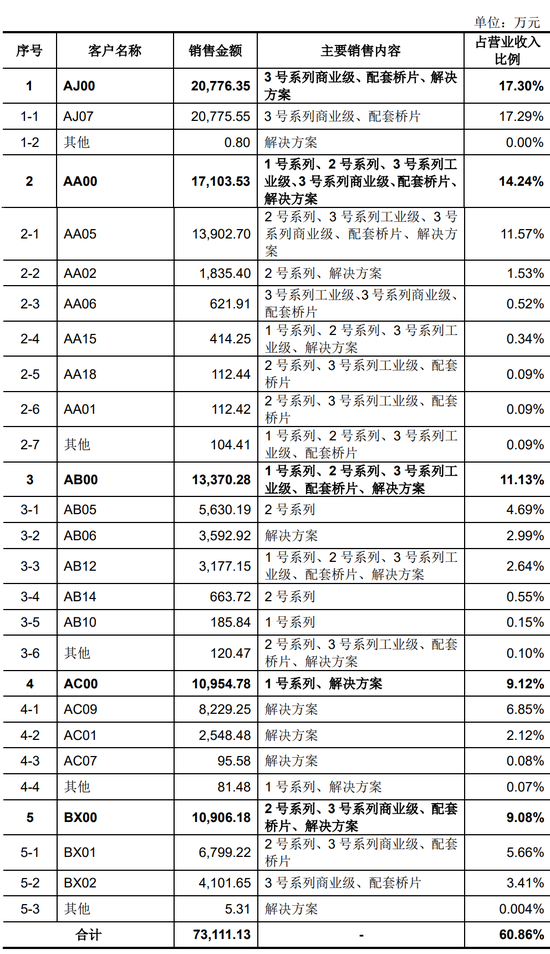 单位：万元
序号 客户名称 销售金额 主要销售内容 占营业收入
比例
1 AJ00 20,776.35 3 号系列商业级、配套桥片、解决
方案 17.30%
1-1 AJ07 20,775.55 3 号系列商业级、配套桥片 17.29%
1-2 其他 0.80 解决方案 0.00%
2 AA00 17,103.53 1 号系列、2 号系列、3 号系列工
业级、3 号系列商业级、配套桥片、
解决方案 14.24%
2-1 AA05 13,902.70 2 号系列、3 号系列工业级、3 号
系列商业级、配套桥片、解决方
案 11.57%
2-2 AA02 1,835.40 2 号系列、解决方案 1.53%
2-3 AA06 621.91 3 号系列工业级、3 号系列商业级、
配套桥片 0.52%
2-4 AA15 414.25 1 号系列、2 号系列、3 号系列工
业级、解决方案 0.34%
2-5 AA18 112.44 2 号系列、3 号系列工业级、配套
桥片 0.09%
2-6 AA01 112.42 2 号系列、3 号系列工业级、配套
桥片 0.09%
2-7 其他 104.41 1 号系列、2 号系列、3 号系列工
业级、配套桥片 0.09%
3 AB00 13,370.28 1 号系列、2 号系列、3 号系列工
业级、配套桥片、解决方案 11.13%
3-1 AB05 5,630.19 2 号系列 4.69%
3-2 AB06 3,592.92 解决方案 2.99%
3-3 AB12 3,177.15 1 号系列、2 号系列、3 号系列工
业级、配套桥片、解决方案 2.64%
3-4 AB14 663.72 2 号系列 0.55%
3-5 AB10 185.84 1 号系列 0.15%
3-6 其他 120.47 2 号系列、3 号系列工业级、配套
桥片、解决方案 0.10%
4 AC00 10,954.78 1 号系列、解决方案 9.12%
4-1 AC09 8,229.25 解决方案 6.85%
4-2 AC01 2,548.48 解决方案 2.12%
4-3 AC07 95.58 解决方案 0.08%
4-4 其他 81.48 1 号系列、解决方案 0.07%
5 BX00 10,906.18 2 号系列、3 号系列商业级、配套
桥片、解决方案 9.08%
5-1 BX01 6,799.22 2 号系列、3 号系列商业级、配套
桥片 5.66%
5-2 BX02 4,101.65 3 号系列商业级、配套桥片 3.41%
5-3 其他 5.31 解决方案 0.004%
合计 73,111.13 - 60.86%